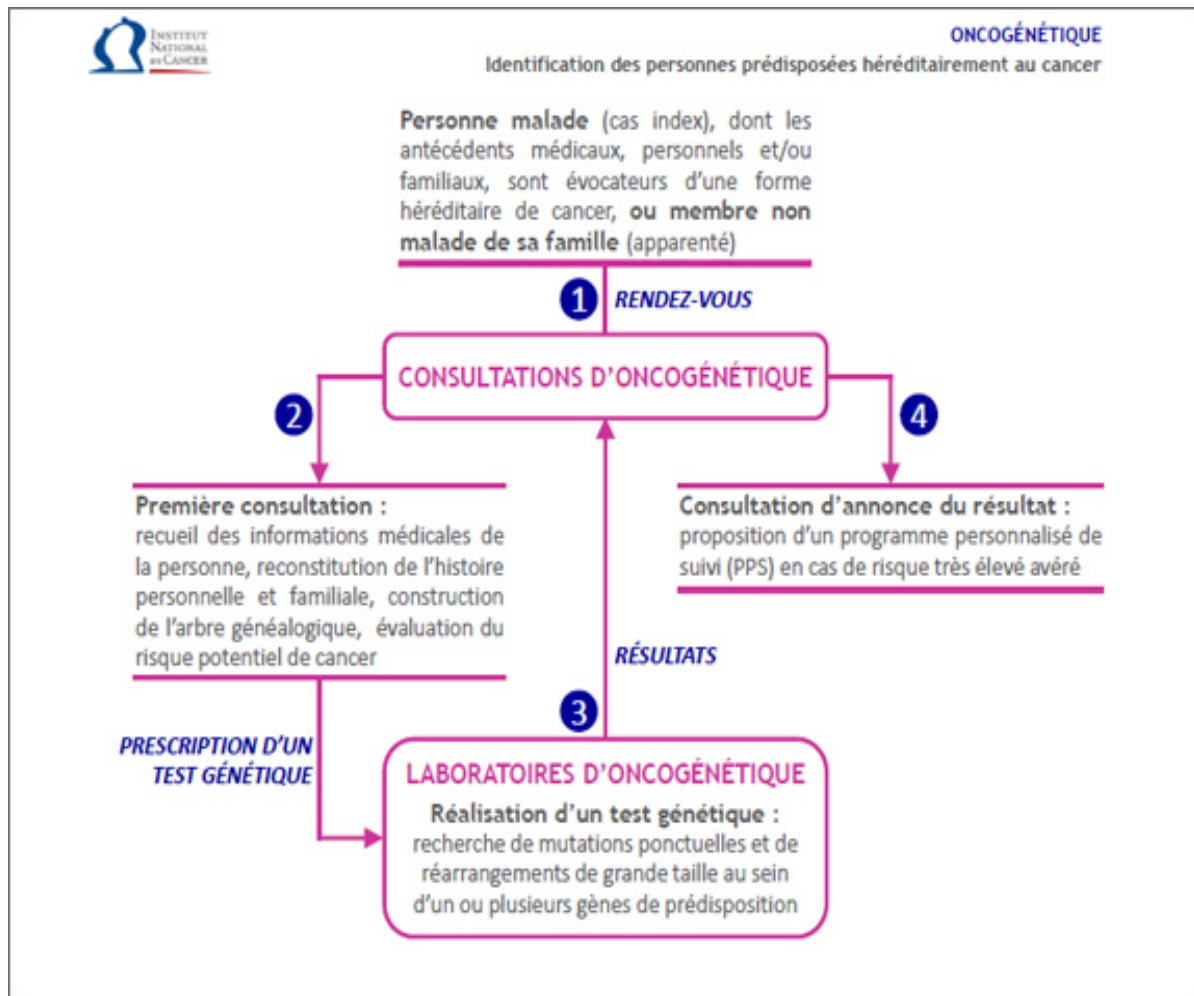 INSTITUT
NATIONAL
DU CANCER
ONCOGÉNÉTIQUE
Identification des personnes prédisposées héréditairement au cancer
Personne malade (cas index), dont les
antécédents médicaux, personnels et/ou
familiaux, sont évocateurs d'une forme
héréditaire de cancer, ou membre non
malade de sa famille (apparenté)
1 RENDEZ-VOUS
CONSULTATIONS D'ONCOGÉNÉTIQUE
2
Première consultation :
recueil des informations médicales de
la personne, reconstitution de l'histoire
personnelle et familiale, construction
de l'arbre généalogique, évaluation du
risque potentiel de cancer
PRESCRIPTION D'UN
TEST GÉNÉTIQUE
3
RÉSULTATS
LABORATOIRES D'ONCOGÉNÉTIQUE
Réalisation d'un test génétique :
recherche de mutations ponctuelles et de
réarrangements de grande taille au sein
d'un ou plusieurs gènes de prédisposition
4
Consultation d'annonce du résultat :
proposition d'un programme personnalisé de
suivi (PPS) en cas de risque très élevé avéré